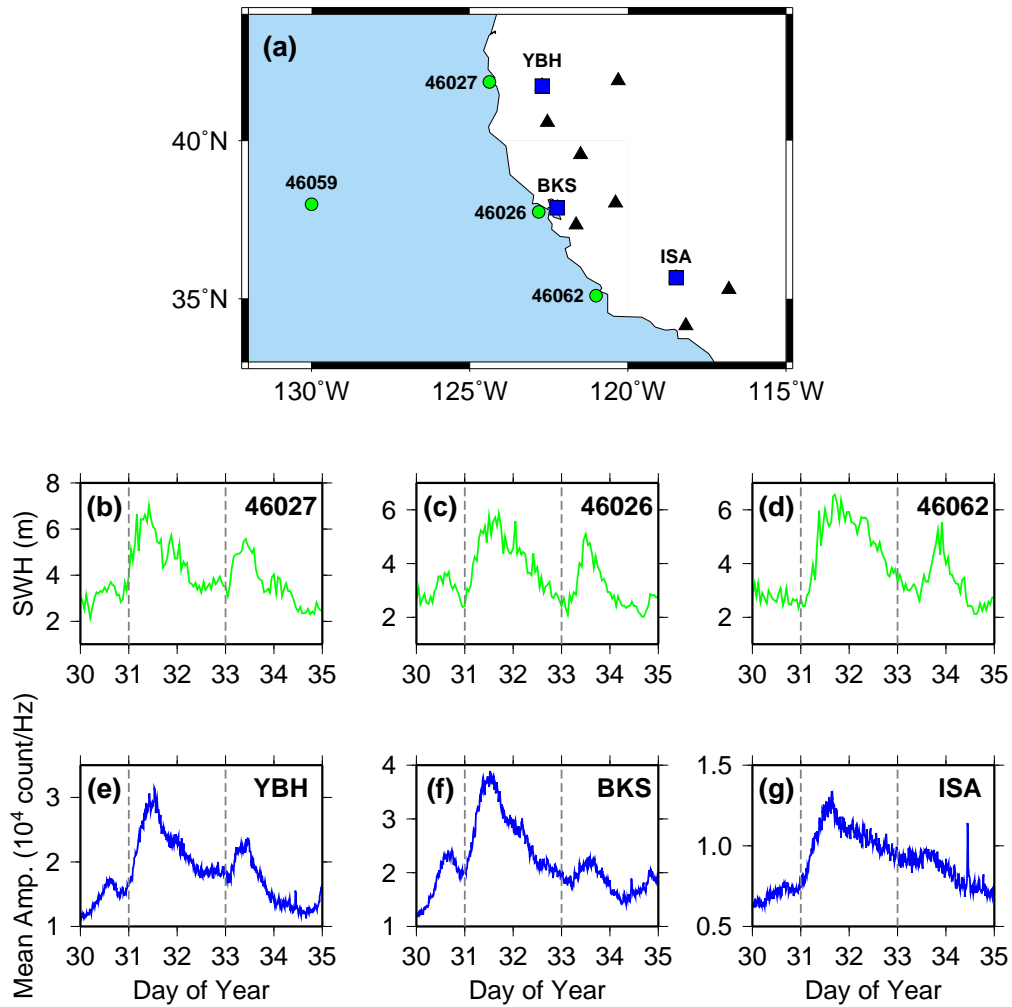 (a)
YBH
46027
40°N
46059
BKS
46026
ISA
46062
35°N
130°W 125°W 120°W 115°W
(b) 46027
(c) 46026
(d) 46062
SWH (m)
8
6
4
2
6
4
2
6
4
2
30 31 32 33 34 35
30 31 32 33 34 35
30 31 32 33 34 35
(e) YBH
(f) BKS
(g) ISA
Mean Amp. (10⁴ count/Hz)
3
2
1
4
3
2
1
1.5
1.0
0.5
30 31 32 33 34 35
30 31 32 33 34 35
30 31 32 33 34 35
Day of Year
Day of Year
Day of Year